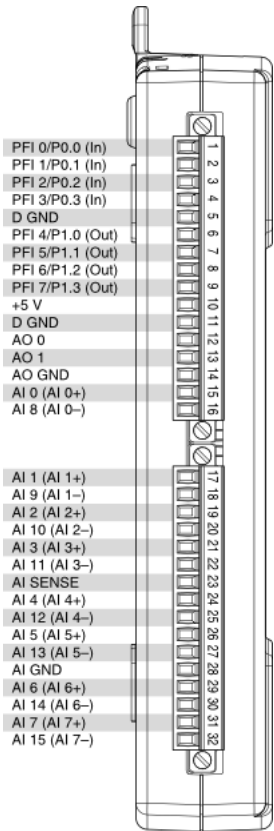 PFI 0/P0.0 (In) 1
PFI 1/P0.1 (In) 2
PFI 2/P0.2 (In) 3
PFI 3/P0.3 (In) 4
D GND 5
PFI 4/P1.0 (Out) 6
PFI 5/P1.1 (Out) 7
PFI 6/P1.2 (Out) 8
PFI 7/P1.3 (Out) 9
+5 V 10
D GND 11
AO 0 12
AO 1 13
AO GND 14
AI 0 (AI 0+) 15
AI 8 (AI 0–) 16
AI 1 (AI 1+) 17
AI 9 (AI 1–) 18
AI 2 (AI 2+) 19
AI 10 (AI 2–) 20
AI 3 (AI 3+) 21
AI 11 (AI 3–) 22
AI SENSE 23
AI 4 (AI 4+) 24
AI 12 (AI 4–) 25
AI 5 (AI 5+) 26
AI 13 (AI 5–) 27
AI GND 28
AI 6 (AI 6+) 29
AI 14 (AI 6–) 30
AI 7 (AI 7+) 31
AI 15 (AI 7–) 32